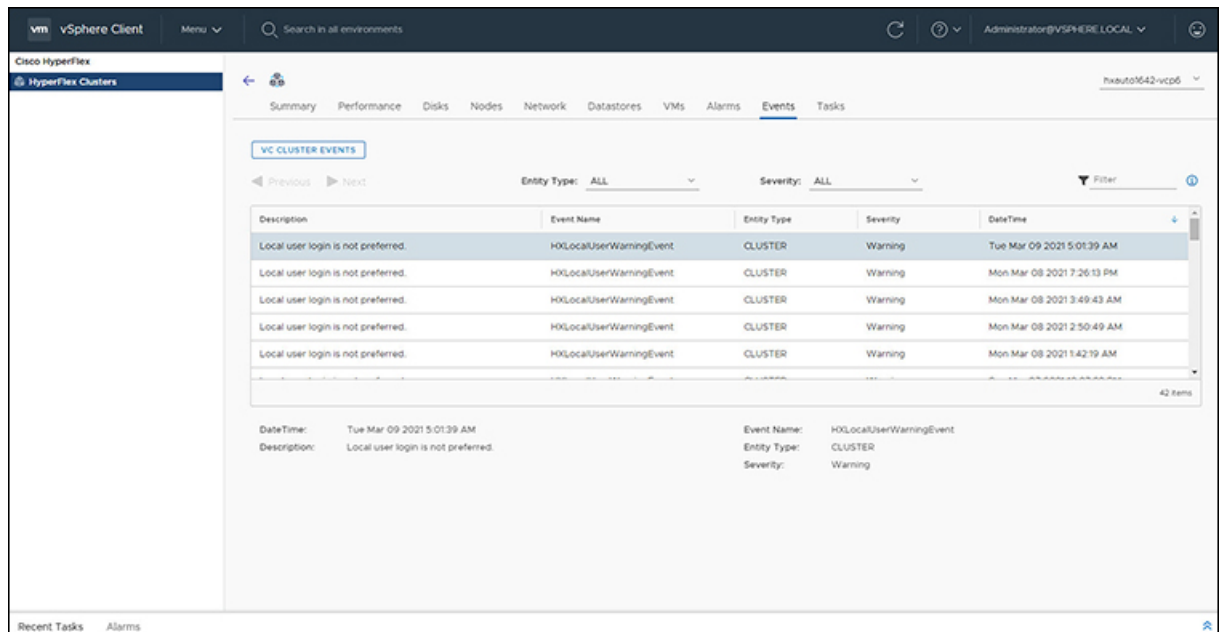 vm vSphere Client Menu Search in all environments Administrator@VSPHERE.LOCAL
Cisco HyperFlex
HyperFlex Clusters
hxauto1642-vcp6
Summary Performance Disks Nodes Network Datastores VMs Alarms Events Tasks
VC CLUSTER EVENTS
Previous Next Entity Type: ALL Severity: ALL Filter
Description Event Name Entity Type Severity DateTime
Local user login is not preferred. HXLocalUserWarningEvent CLUSTER Warning Tue Mar 09 2021 5:01:39 AM
Local user login is not preferred. HXLocalUserWarningEvent CLUSTER Warning Mon Mar 08 2021 7:26:13 PM
Local user login is not preferred. HXLocalUserWarningEvent CLUSTER Warning Mon Mar 08 2021 3:49:43 AM
Local user login is not preferred. HXLocalUserWarningEvent CLUSTER Warning Mon Mar 08 2021 2:50:49 AM
Local user login is not preferred. HXLocalUserWarningEvent CLUSTER Warning Mon Mar 08 2021 1:42:19 AM
42 items
DateTime: Tue Mar 09 2021 5:01:39 AM Event Name: HXLocalUserWarningEvent
Description: Local user login is not preferred. Entity Type: CLUSTER
Severity: Warning
Recent Tasks Alarms